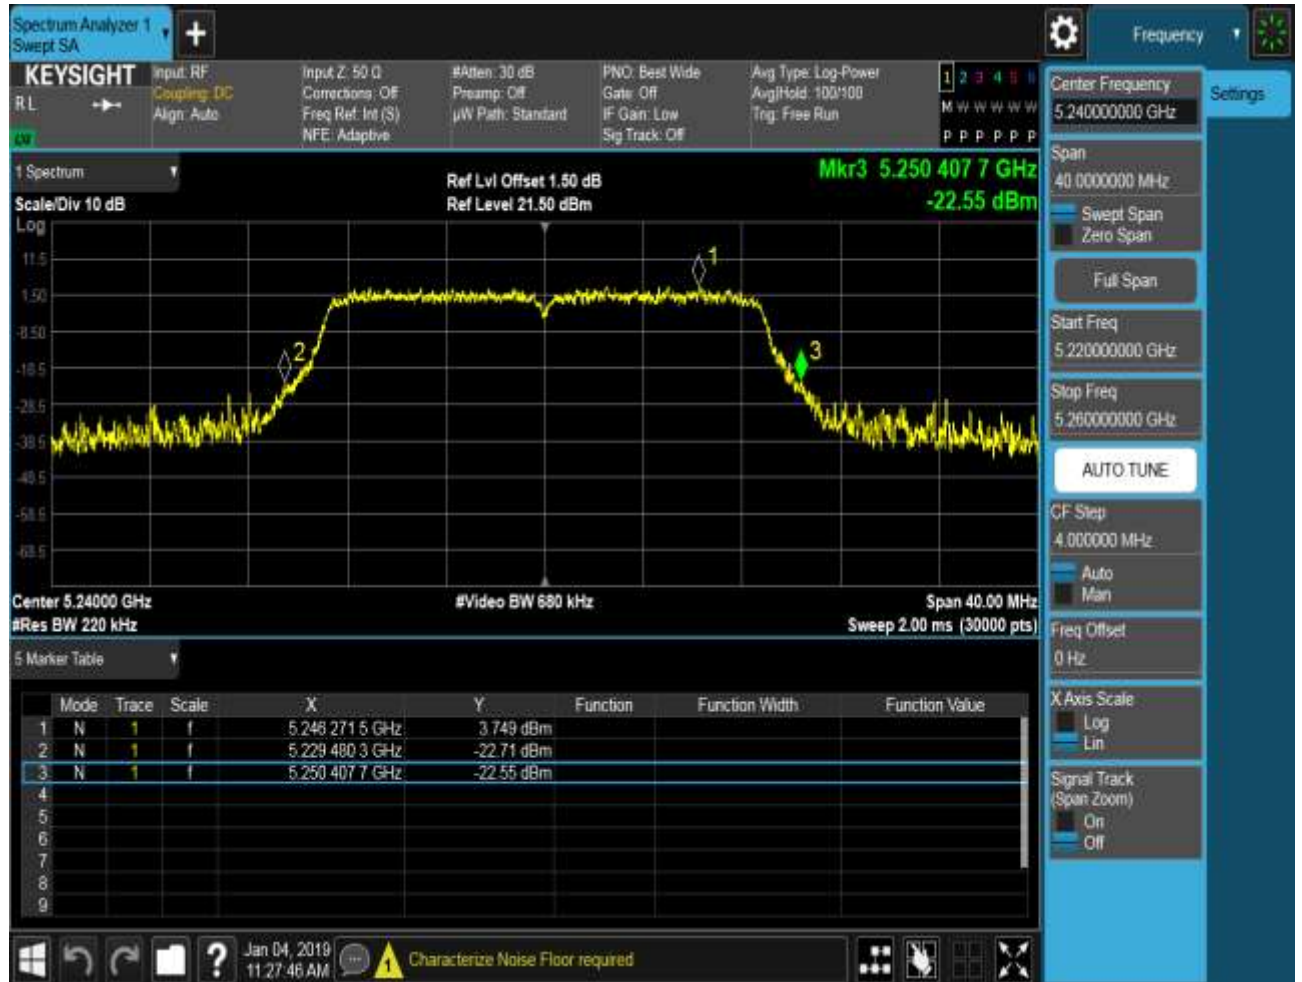 Spectrum Analyzer 1
Swept SA
+
Frequency
KEYSIGHT
Input: RF
Coupling: DC
Align: Auto
Input Z: 50 Ω
Corrections: Off
Freq Ref: Int (S)
NFE: Adaptive
#Atten: 30 dB
Preamp: Off
µW Path: Standard
PNO: Best Wide
Gate: Off
IF Gain: Low
Sig Track: Off
Avg Type: Log-Power
Avg|Hold: 100/100
Trig: Free Run
1 2 3 4 5 6
M W W W W W
P P P P P P
R L
1 Spectrum
Scale/Div 10 dB
Ref Lvl Offset 1.50 dB
Ref Level 21.50 dBm
Mkr3 5.250 407 7 GHz
-22.55 dBm
Log
11.5
1.50
-8.50
-18.5
-28.5
-38.5
-48.5
-58.5
-68.5
1
2
3
Center 5.24000 GHz
#Video BW 680 kHz
Span 40.00 MHz
#Res BW 220 kHz
Sweep 2.00 ms (30000 pts)
5 Marker Table
Mode Trace Scale X Y Function Function Width Function Value
1 N 1 f 5.246 271 5 GHz 3.749 dBm
2 N 1 f 5.229 480 3 GHz -22.71 dBm
3 N 1 f 5.250 407 7 GHz -22.55 dBm
4
5
6
7
8
9
?
Jan 04, 2019
11:27:46 AM
1
Characterize Noise Floor required
Center Frequency
5.240000000 GHz
Settings
Span
40.0000000 MHz
Swept Span
Zero Span
Full Span
Start Freq
5.220000000 GHz
Stop Freq
5.260000000 GHz
AUTO TUNE
CF Step
4.000000 MHz
Auto
Man
Freq Offset
0 Hz
X Axis Scale
Log
Lin
Signal Track
(Span Zoom)
On
Off